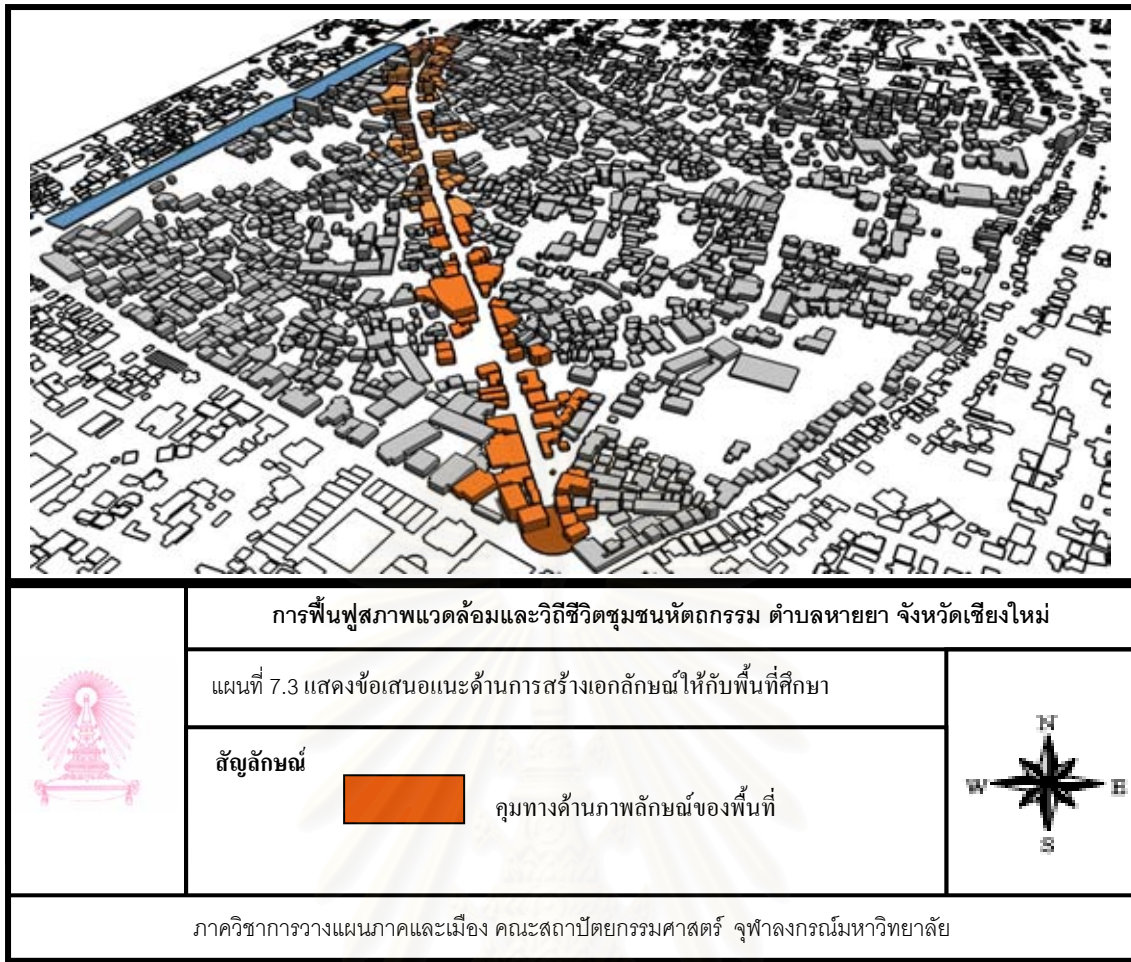 การฟื้นฟูสภาพแวดล้อมและวิถีชีวิตชุมชนหัตถกรรม ตำบลหายยา จังหวัดเชียงใหม่
แผนที่ 7.3 แสดงข้อเสนอแนะด้านการสร้างเอกลักษณ์ให้กับพื้นที่ศึกษา
สัญลักษณ์
คุมทางด้านภาพลักษณ์ของพื้นที่
N
W
E
S
ภาควิชาการวางแผนภาคและเมือง คณะสถาปัตยกรรมศาสตร์ จุฬาลงกรณ์มหาวิทยาลัย